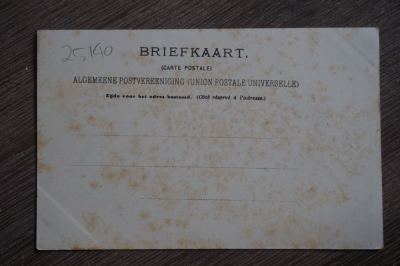 25,140
BRIEFKAART.
(CARTE POSTALE)
ALGEMEENE POSTVEREENIGING (UNION POSTALE UNIVERSELLE)
Zijde voor het adres bestemd. (Côté réservé à l'adresse.)